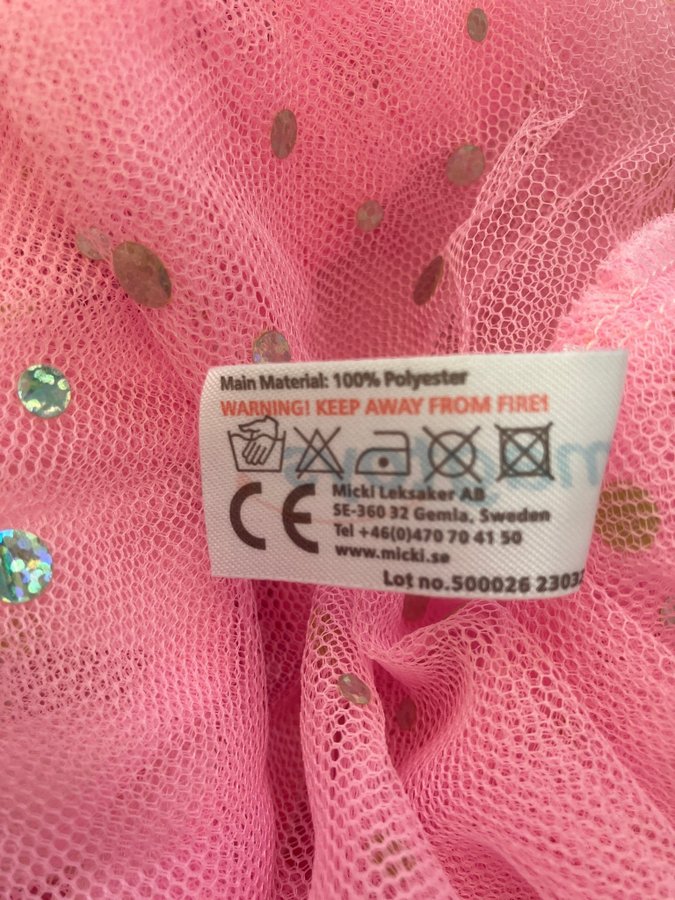 Main Material: 100% Polyester
WARNING! KEEP AWAY FROM FIRE!
CE
Micki Leksaker AB
SE-360 32 Gemla, Sweden
Tel +46(0)470 70 41 50
www.micki.se
Lot no.500026 2303